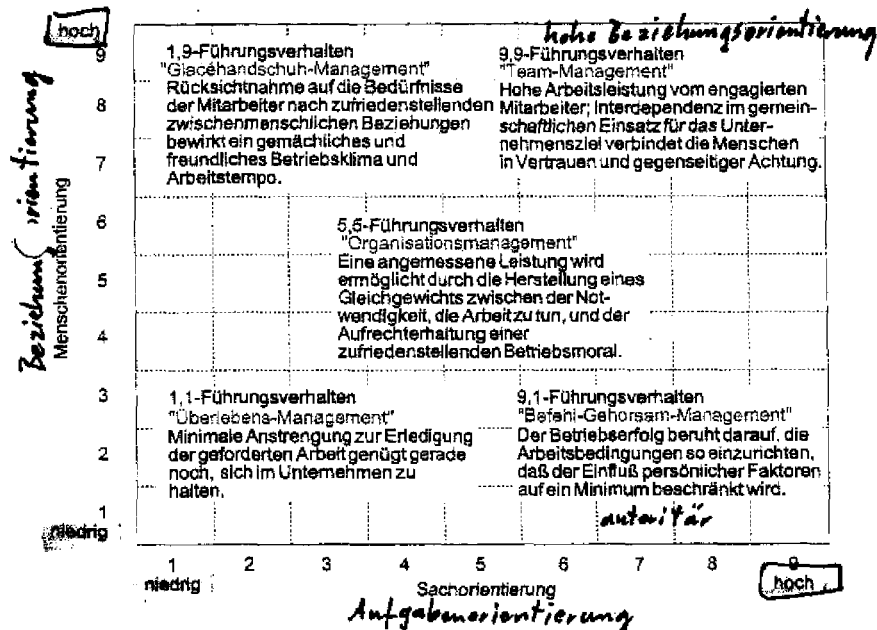 hoch
hohe Beziehungsorientierung
9
1,9-Führungsverhalten
"Glacéhandschuh-Management"
Rücksichtnahme auf die Bedürfnisse
der Mitarbeiter nach zufriedenstellenden
zwischenmenschlichen Beziehungen
bewirkt ein gemächliches und
freundliches Betriebsklima und
Arbeitstempo.
9,9-Führungsverhalten
"Team-Management"
Hohe Arbeitsleistung vom engagierten
Mitarbeiter; Interdependenz im gemein-
schaftlichen Einsatz für das Unter-
nehmensziel verbindet die Menschen
in Vertrauen und gegenseitiger Achtung.
8
7
Beziehungsorientierung
Menschenorientierung
6
5
4
5,5-Führungsverhalten
"Organisationsmanagement"
Eine angemessene Leistung wird
ermöglicht durch die Herstellung eines
Gleichgewichts zwischen der Not-
wendigkeit, die Arbeit zu tun, und der
Aufrechterhaltung einer
zufriedenstellenden Betriebsmoral.
3
2
1
niedrig
1,1-Führungsverhalten
"Überlebens-Management"
Minimale Anstrengung zur Erledigung
der geforderten Arbeit genügt gerade
noch, sich im Unternehmen zu
halten.
9,1-Führungsverhalten
"Befehl-Gehorsam-Management"
Der Betriebserfolg beruht darauf, die
Arbeitsbedingungen so einzurichten,
daß der Einfluß persönlicher Faktoren
auf ein Minimum beschränkt wird.
autoritär
1 2 3 4 5 6 7 8 9
niedrig
Sachorientierung
hoch
Aufgabenorientierung